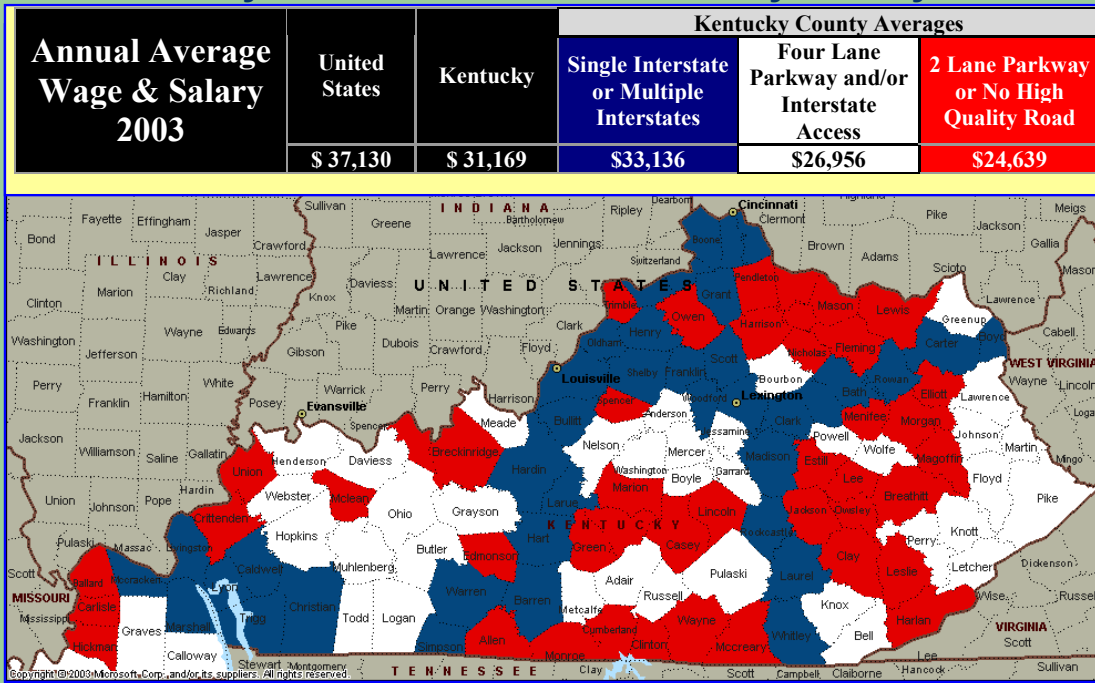 Kentucky County Averages
Annual Average
Wage & Salary
2003
United
States
Kentucky
Single Interstate
or Multiple
Interstates
Four Lane
Parkway and/or
Interstate
Access
2 Lane Parkway
or No High
Quality Road
$ 37,130
$ 31,169
$33,136
$26,956
$24,639
Sullivan
INDIANA
Ripley
Dearborn
Cincinnati
Meigs
Fayette
Effingham
Greene
Bartholomew
Clermont
Pike
Bond
Jasper
Crawford
Jackson
Jennings
Boone
Brown
Jackson
Gallia
ILLINOIS
Lawrence
Switzerland
Adams
Clay
Lawrence
Pendleton
Scioto
Mason
Marion
Richland
Knox
Daviess
UNITED STATES
Grant
Clinton
Martin
Orange
Washington
Trimble
Owen
Mason
Lewis
Lawrence
Wayne
Edwards
Pike
Clark
Henry
Harrison
Greenup
Cabell
Washington
Jefferson
Gibson
Dubois
Crawford
Floyd
Oldham
Scott
Nicholas
Fleming
Carter
Boyd
Perry
White
Perry
Louisville
Shelby
Franklin
Bourbon
Rowan
WEST VIRGINIA
Franklin
Hamilton
Posey
Warrick
Harrison
Spencer
Woodford
Lexington
Bath
Elliott
Lawrence
Wayne
Lincoln
Evansville
Spencer
Meade
Bullitt
Anderson
Clark
Menifee
Morgan
Logan
Jackson
Nelson
Jessamine
Powell
Johnson
Martin
Williamson
Saline
Gallatin
Union
Henderson
Daviess
Breckinridge
Mercer
Madison
Wolfe
Magoffin
Mingo
Hardin
Hardin
Washington
Boyle
Garrard
Estill
Lee
Floyd
Union
Johnson
Pope
Webster
Mclean
Marion
Breathitt
Pike
Crittenden
Ohio
Grayson
Larue
Lincoln
Jackson
Owsley
KENTUCKY
Pulaski
Massac
Livingston
Hopkins
Butler
Edmonson
Hart
Green
Casey
Rockcastle
Perry
Knott
Scott
Ballard
Mccracken
Caldwell
Muhlenberg
Clay
Leslie
Letcher
Dickenson
MISSOURI
Lyon
Warren
Barren
Adair
Pulaski
Laurel
Carlisle
Christian
Russell
Wise
Russell
Mississippi
Graves
Marshall
Trigg
Todd
Logan
Metcalfe
Knox
Hickman
Simpson
Allen
Cumberland
Wayne
Harlan
VIRGINIA
Calloway
Monroe
Clinton
Mccreary
Whitley
Bell
Scott
Lee
Stewart
Montgomery
TENNESSEE
Clay
Scott
Campbell
Claiborne
Hancock
Sullivan
Copyright © 2003 Microsoft Corp. and/or its suppliers. All rights reserved.